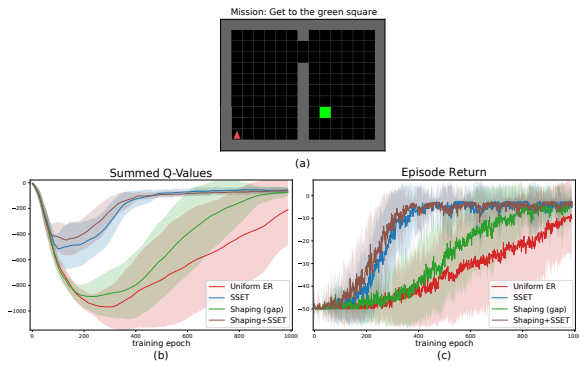 Mission: Get to the green square
(a)
Summed Q-Values
0
−200
−400
−600
−800
−1000
0 200 400 600 800 1000
training epoch
Uniform ER
SSET
Shaping (gap)
Shaping+SSET
(b)
Episode Return
0
−10
−20
−30
−40
−50
0 200 400 600 800 1000
training epoch
Uniform ER
SSET
Shaping (gap)
Shaping+SSET
(c)